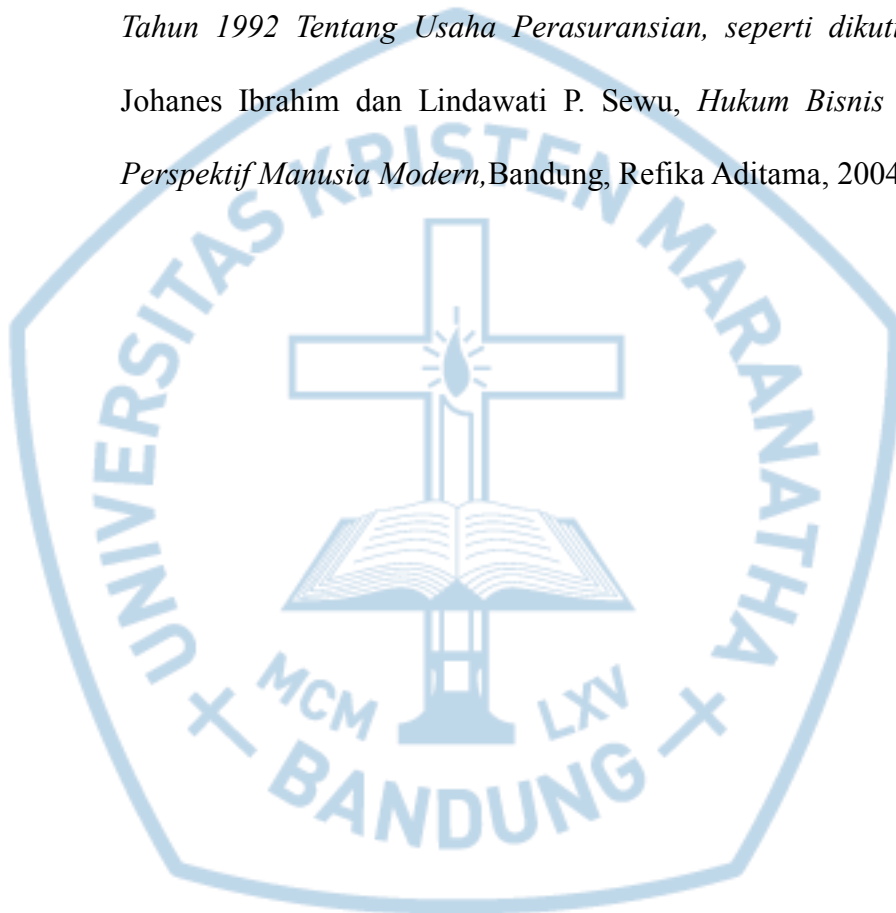 Tahun 1992 Tentang Usaha Perasuransian, seperti dikuti
Johanes Ibrahim dan Lindawati P. Sewu, Hukum Bisnis
Perspektif Manusia Modern,Bandung, Refika Aditama, 2004
UNIVERSITAS KRISTEN MARANATHA
MCM LXV
BANDUNG